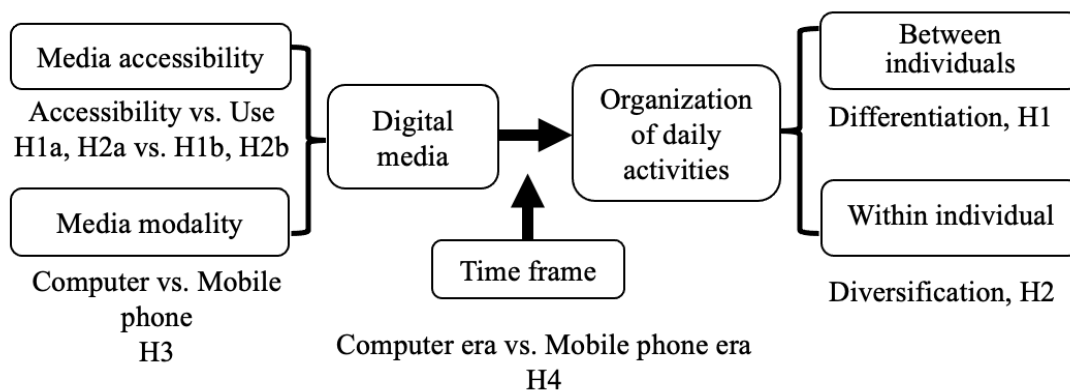 Media accessibility
Accessibility vs. Use
H1a, H2a vs. H1b, H2b
Media modality
Computer vs. Mobile
phone
H3
Digital
media
Time frame
Computer era vs. Mobile phone era
H4
Organization
of daily
activities
Between
individuals
Differentiation, H1
Within individual
Diversification, H2